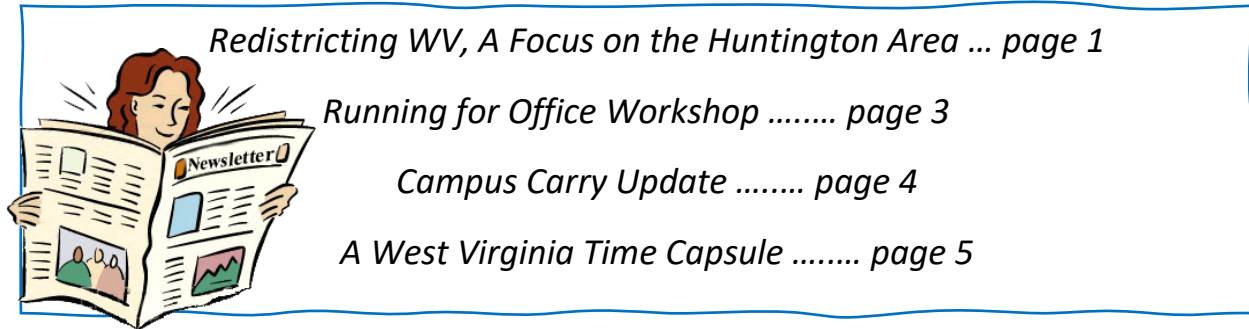 Redistricting WV, A Focus on the Huntington Area … page 1
Running for Office Workshop …..… page 3
Newsletter
Campus Carry Update …..… page 4
A West Virginia Time Capsule …..… page 5